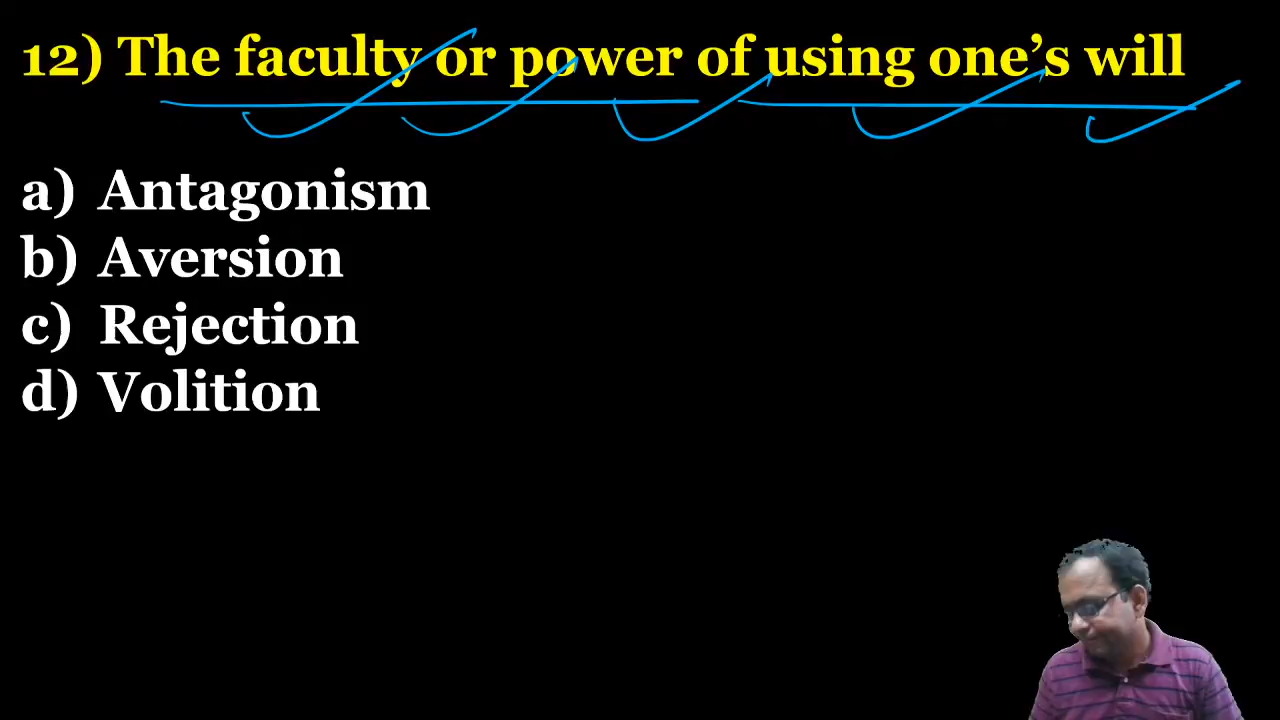 12) The faculty or power of using one’s will
a) Antagonism
b) Aversion
c) Rejection
d) Volition